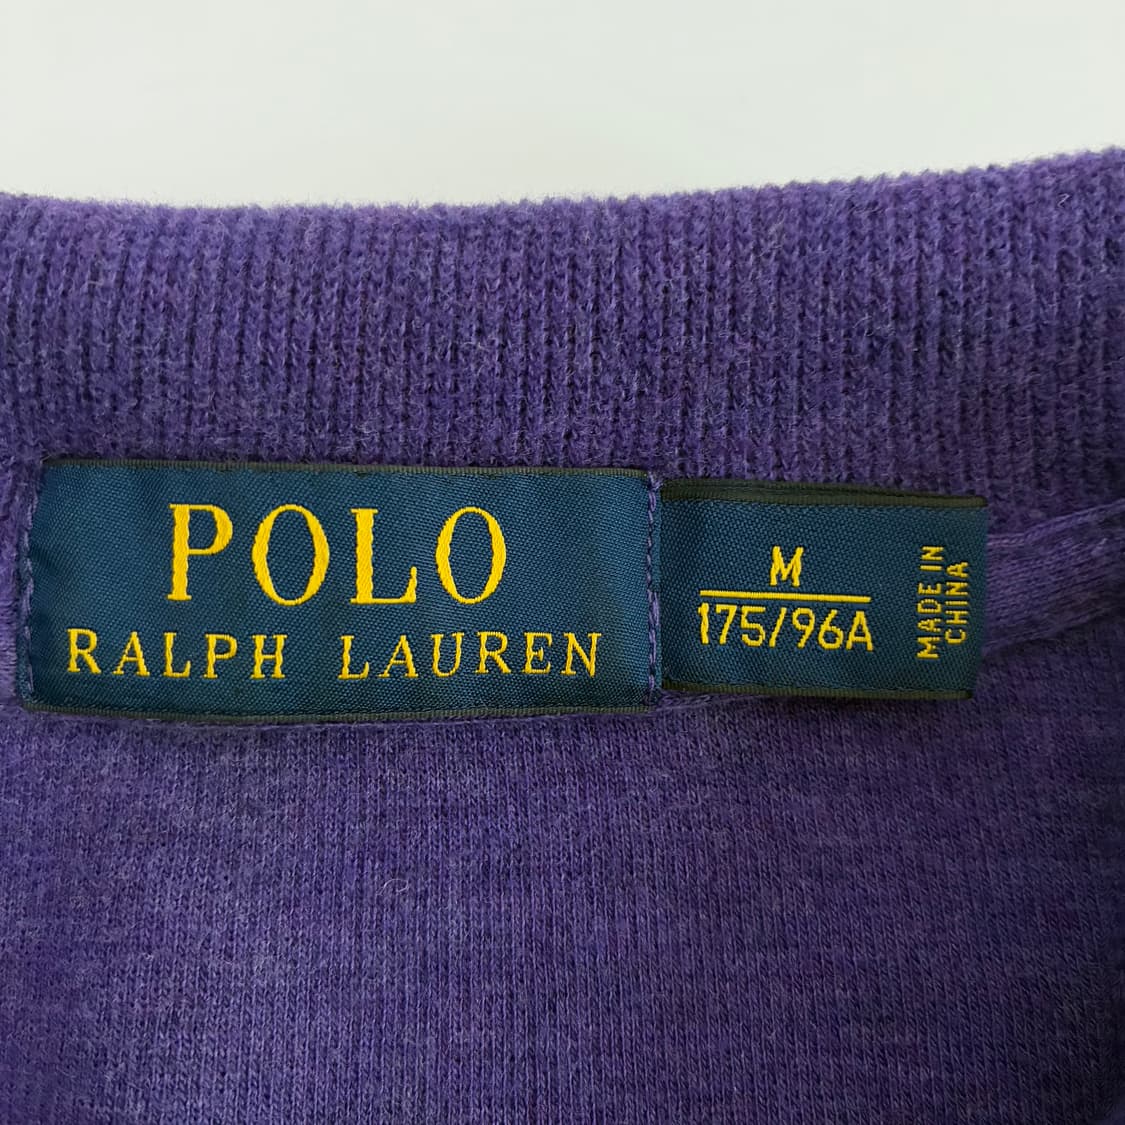 POLO
RALPH LAUREN
M
175/96A
MADE IN
CHINA